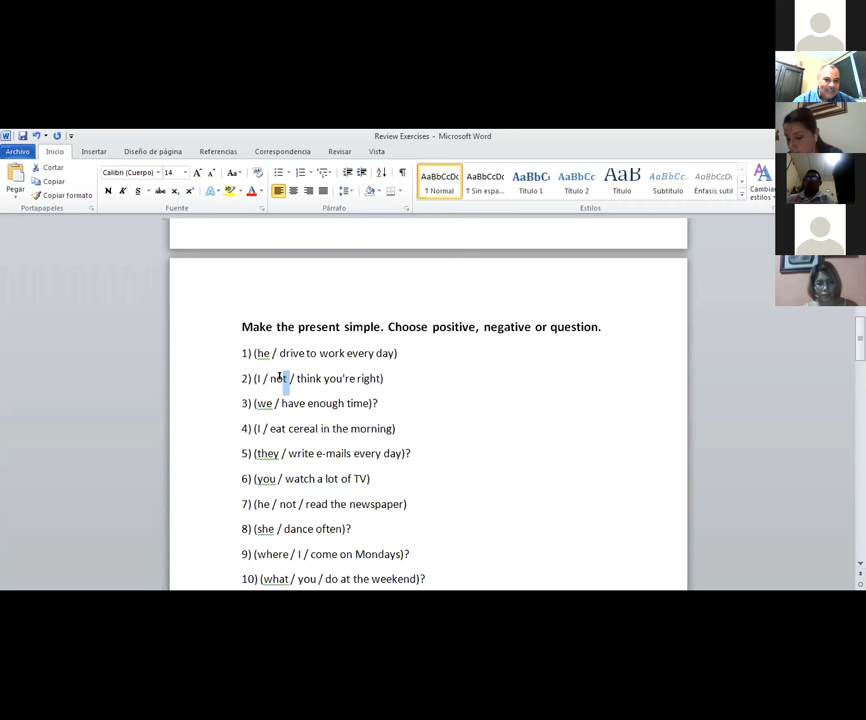 Review Exercises - Microsoft Word
Archivo Inicio Insertar Diseño de página Referencias Correspondencia Revisar Vista
Pegar
Cortar
Copiar
Copiar formato
Portapapeles
Calibri (Cuerpo) 14
Fuente
Párrafo
AaBbCcDc AaBbCcDc AaBbC AaBbCc AaB AaBbCc AaBbCcDc
¶ Normal ¶ Sin espa... Título 1 Título 2 Título Subtítulo Énfasis sutil
Cambiar estilos
Estilos
Make the present simple. Choose positive, negative or question.
1) (he / drive to work every day)
2) (I / not / think you're right)
3) (we / have enough time)?
4) (I / eat cereal in the morning)
5) (they / write e-mails every day)?
6) (you / watch a lot of TV)
7) (he / not / read the newspaper)
8) (she / dance often)?
9) (where / I / come on Mondays)?
10) (what / you / do at the weekend)?